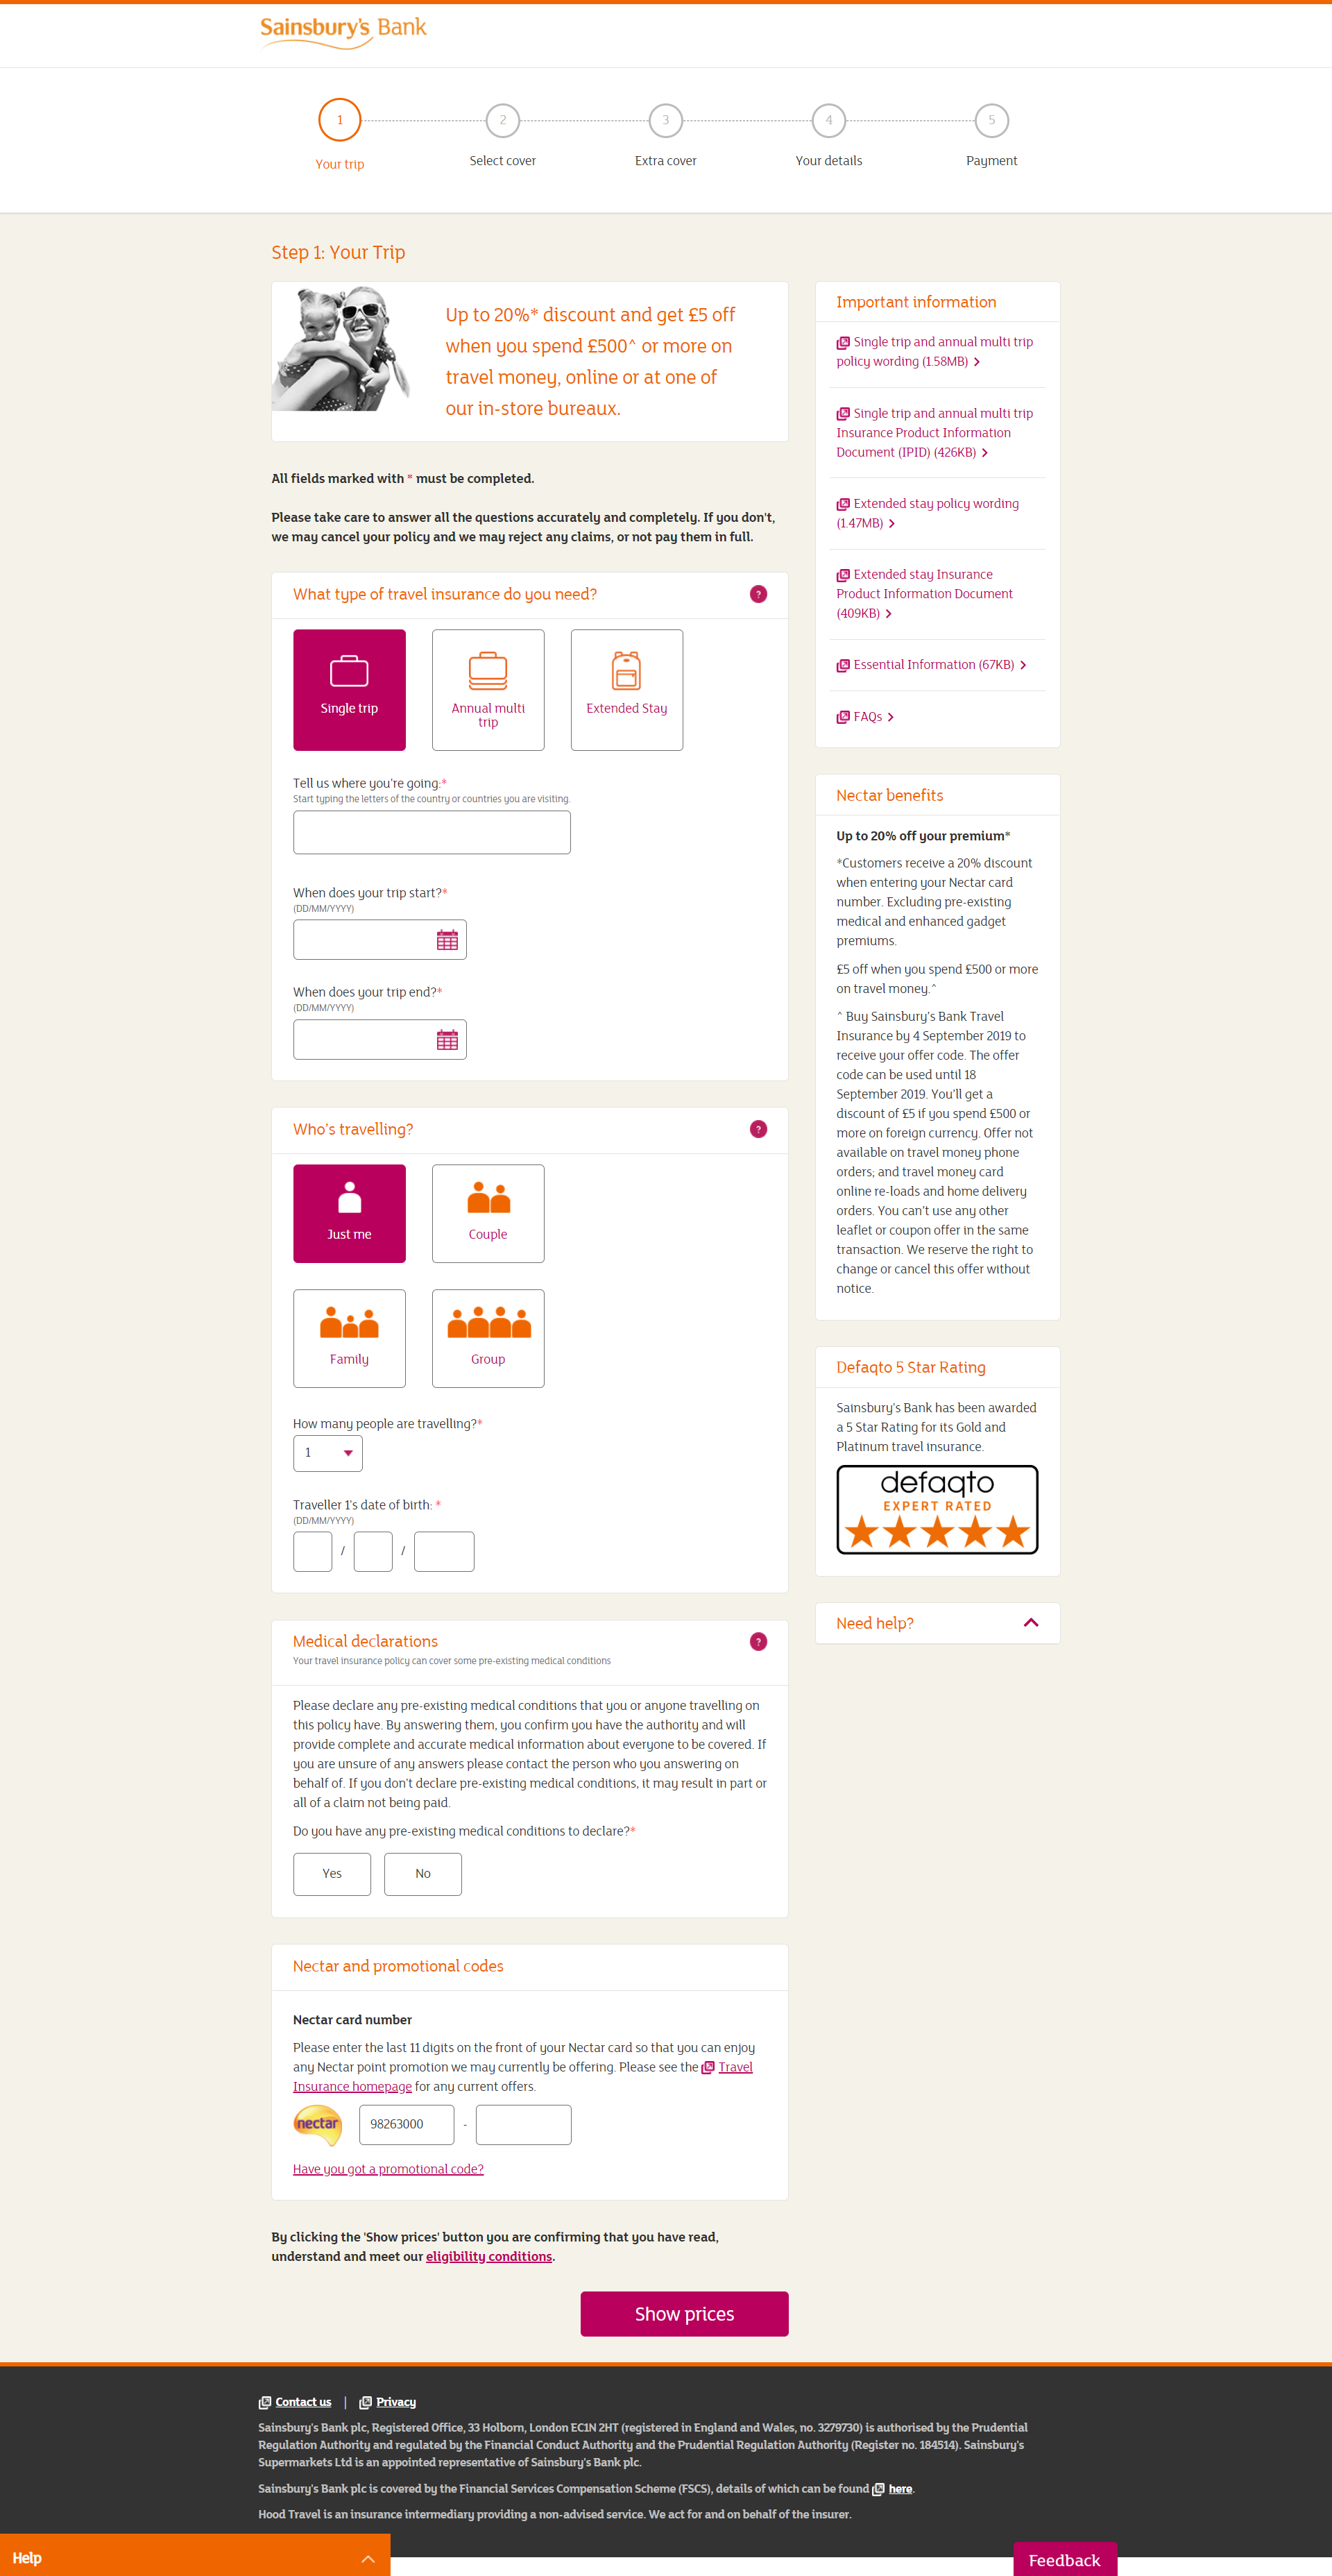 Sainsbury's Bank
1
2
3
4
5
Your trip
Select cover
Extra cover
Your details
Payment
Step 1: Your Trip
Up to 20%* discount and get £5 off
when you spend £500^ or more on
travel money, online or at one of
our in-store bureaux.
All fields marked with * must be completed.
Please take care to answer all the questions accurately and completely. If you don't,
we may cancel your policy and we may reject any claims, or not pay them in full.
What type of travel insurance do you need?
?
Single trip
Annual multi
trip
Extended Stay
Tell us where you're going:*
Start typing the letters of the country or countries you are visiting.
When does your trip start?*
(DD/MM/YYYY)
When does your trip end?*
(DD/MM/YYYY)
Who's travelling?
?
Just me
Couple
Family
Group
How many people are travelling?*
1
Traveller 1's date of birth: *
(DD/MM/YYYY)
/ /
Medical declarations
?
Your travel insurance policy can cover some pre-existing medical conditions
Please declare any pre-existing medical conditions that you or anyone travelling on
this policy have. By answering them, you confirm you have the authority and will
provide complete and accurate medical information about everyone to be covered. If
you are unsure of any answers please contact the person who you answering on
behalf of. If you don't declare pre-existing medical conditions, it may result in part or
all of a claim not being paid.
Do you have any pre-existing medical conditions to declare?*
Yes
No
Nectar and promotional codes
Nectar card number
Please enter the last 11 digits on the front of your Nectar card so that you can enjoy
any Nectar point promotion we may currently be offering. Please see the Travel
Insurance homepage for any current offers.
nectar
98263000
-
Have you got a promotional code?
By clicking the 'Show prices' button you are confirming that you have read,
understand and meet our eligibility conditions.
Show prices
Important information
Single trip and annual multi trip
policy wording (1.58MB)
Single trip and annual multi trip
Insurance Product Information
Document (IPID) (426KB)
Extended stay policy wording
(1.47MB)
Extended stay Insurance
Product Information Document
(409KB)
Essential Information (67KB)
FAQs
Nectar benefits
Up to 20% off your premium*
*Customers receive a 20% discount
when entering your Nectar card
number. Excluding pre-existing
medical and enhanced gadget
premiums.
£5 off when you spend £500 or more
on travel money.^
^ Buy Sainsbury's Bank Travel
Insurance by 4 September 2019 to
receive your offer code. The offer
code can be used until 18
September 2019. You'll get a
discount of £5 if you spend £500 or
more on foreign currency. Offer not
available on travel money phone
orders; and travel money card
online re-loads and home delivery
orders. You can't use any other
leaflet or coupon offer in the same
transaction. We reserve the right to
change or cancel this offer without
notice.
Defaqto 5 Star Rating
Sainsbury's Bank has been awarded
a 5 Star Rating for its Gold and
Platinum travel insurance.
defaqto
EXPERT RATED
Need help?
Contact us | Privacy
Sainsbury's Bank plc, Registered Office, 33 Holborn, London EC1N 2HT (registered in England and Wales, no. 3279730) is authorised by the Prudential
Regulation Authority and regulated by the Financial Conduct Authority and the Prudential Regulation Authority (Register no. 184514). Sainsbury's
Supermarkets Ltd is an appointed representative of Sainsbury's Bank plc.
Sainsbury's Bank plc is covered by the Financial Services Compensation Scheme (FSCS), details of which can be found here.
Hood Travel is an insurance intermediary providing a non-advised service. We act for and on behalf of the insurer.
Help
Feedback